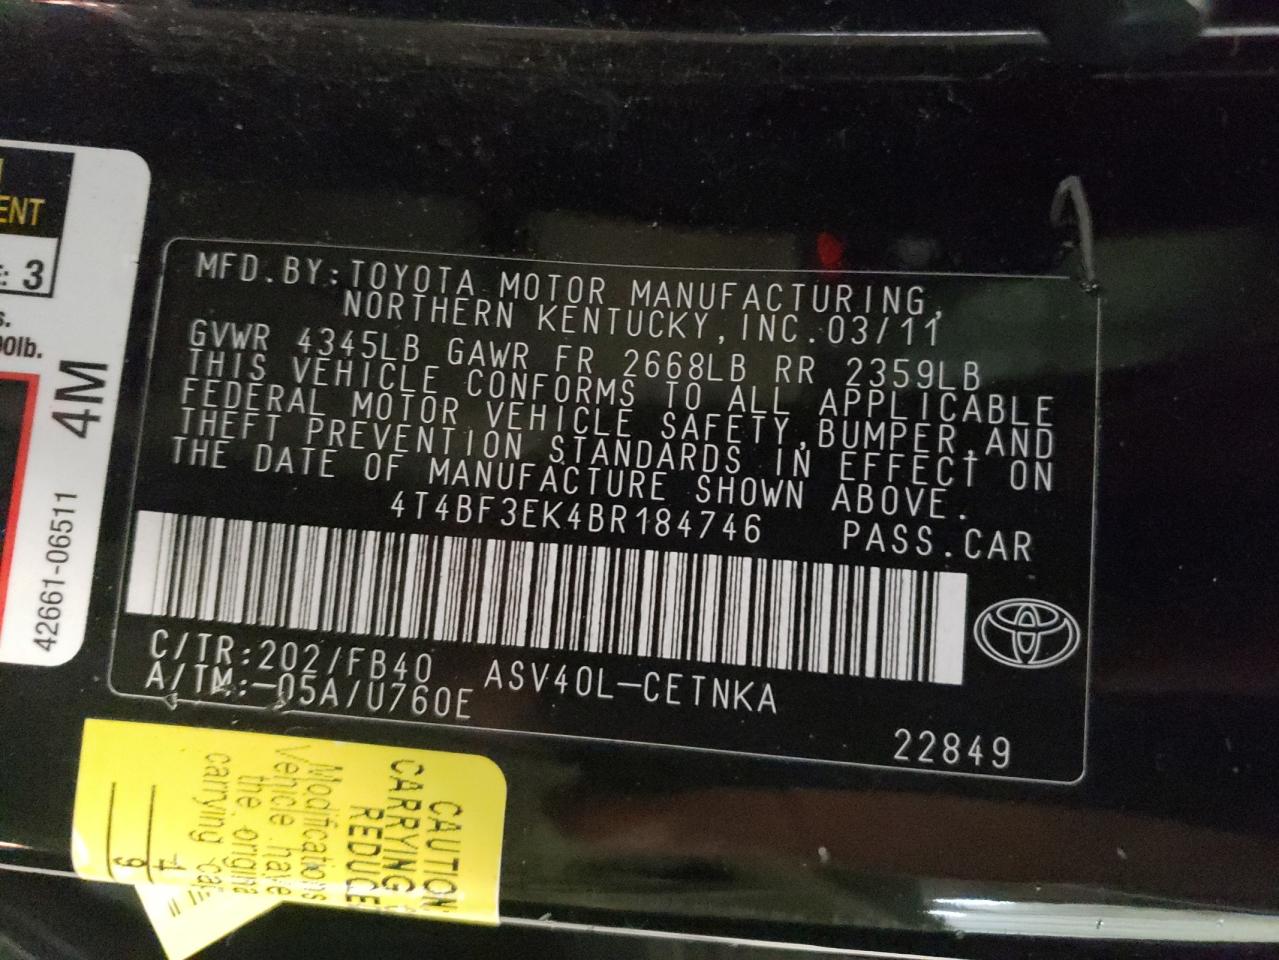 ENT
: 3
s.
00lb.
4M
42661-06511
MFD.BY:TOYOTA MOTOR MANUFACTURING,
NORTHERN KENTUCKY,INC.03/11
GVWR 4345LB GAWR FR 2668LB RR 2359LB
THIS VEHICLE CONFORMS TO ALL APPLICABLE
FEDERAL MOTOR VEHICLE SAFETY,BUMPER,AND
THEFT PREVENTION STANDARDS IN EFFECT ON
THE DATE OF MANUFACTURE SHOWN ABOVE.
4T4BF3EK4BR184746 PASS.CAR
C/TR:202/FB40 ASV40L-CETNKA
A/TM:-05A/U760E
22849
CAUTION
CARRYING
REDUCE
Modifications
vehicle have
the origina
carrying ca